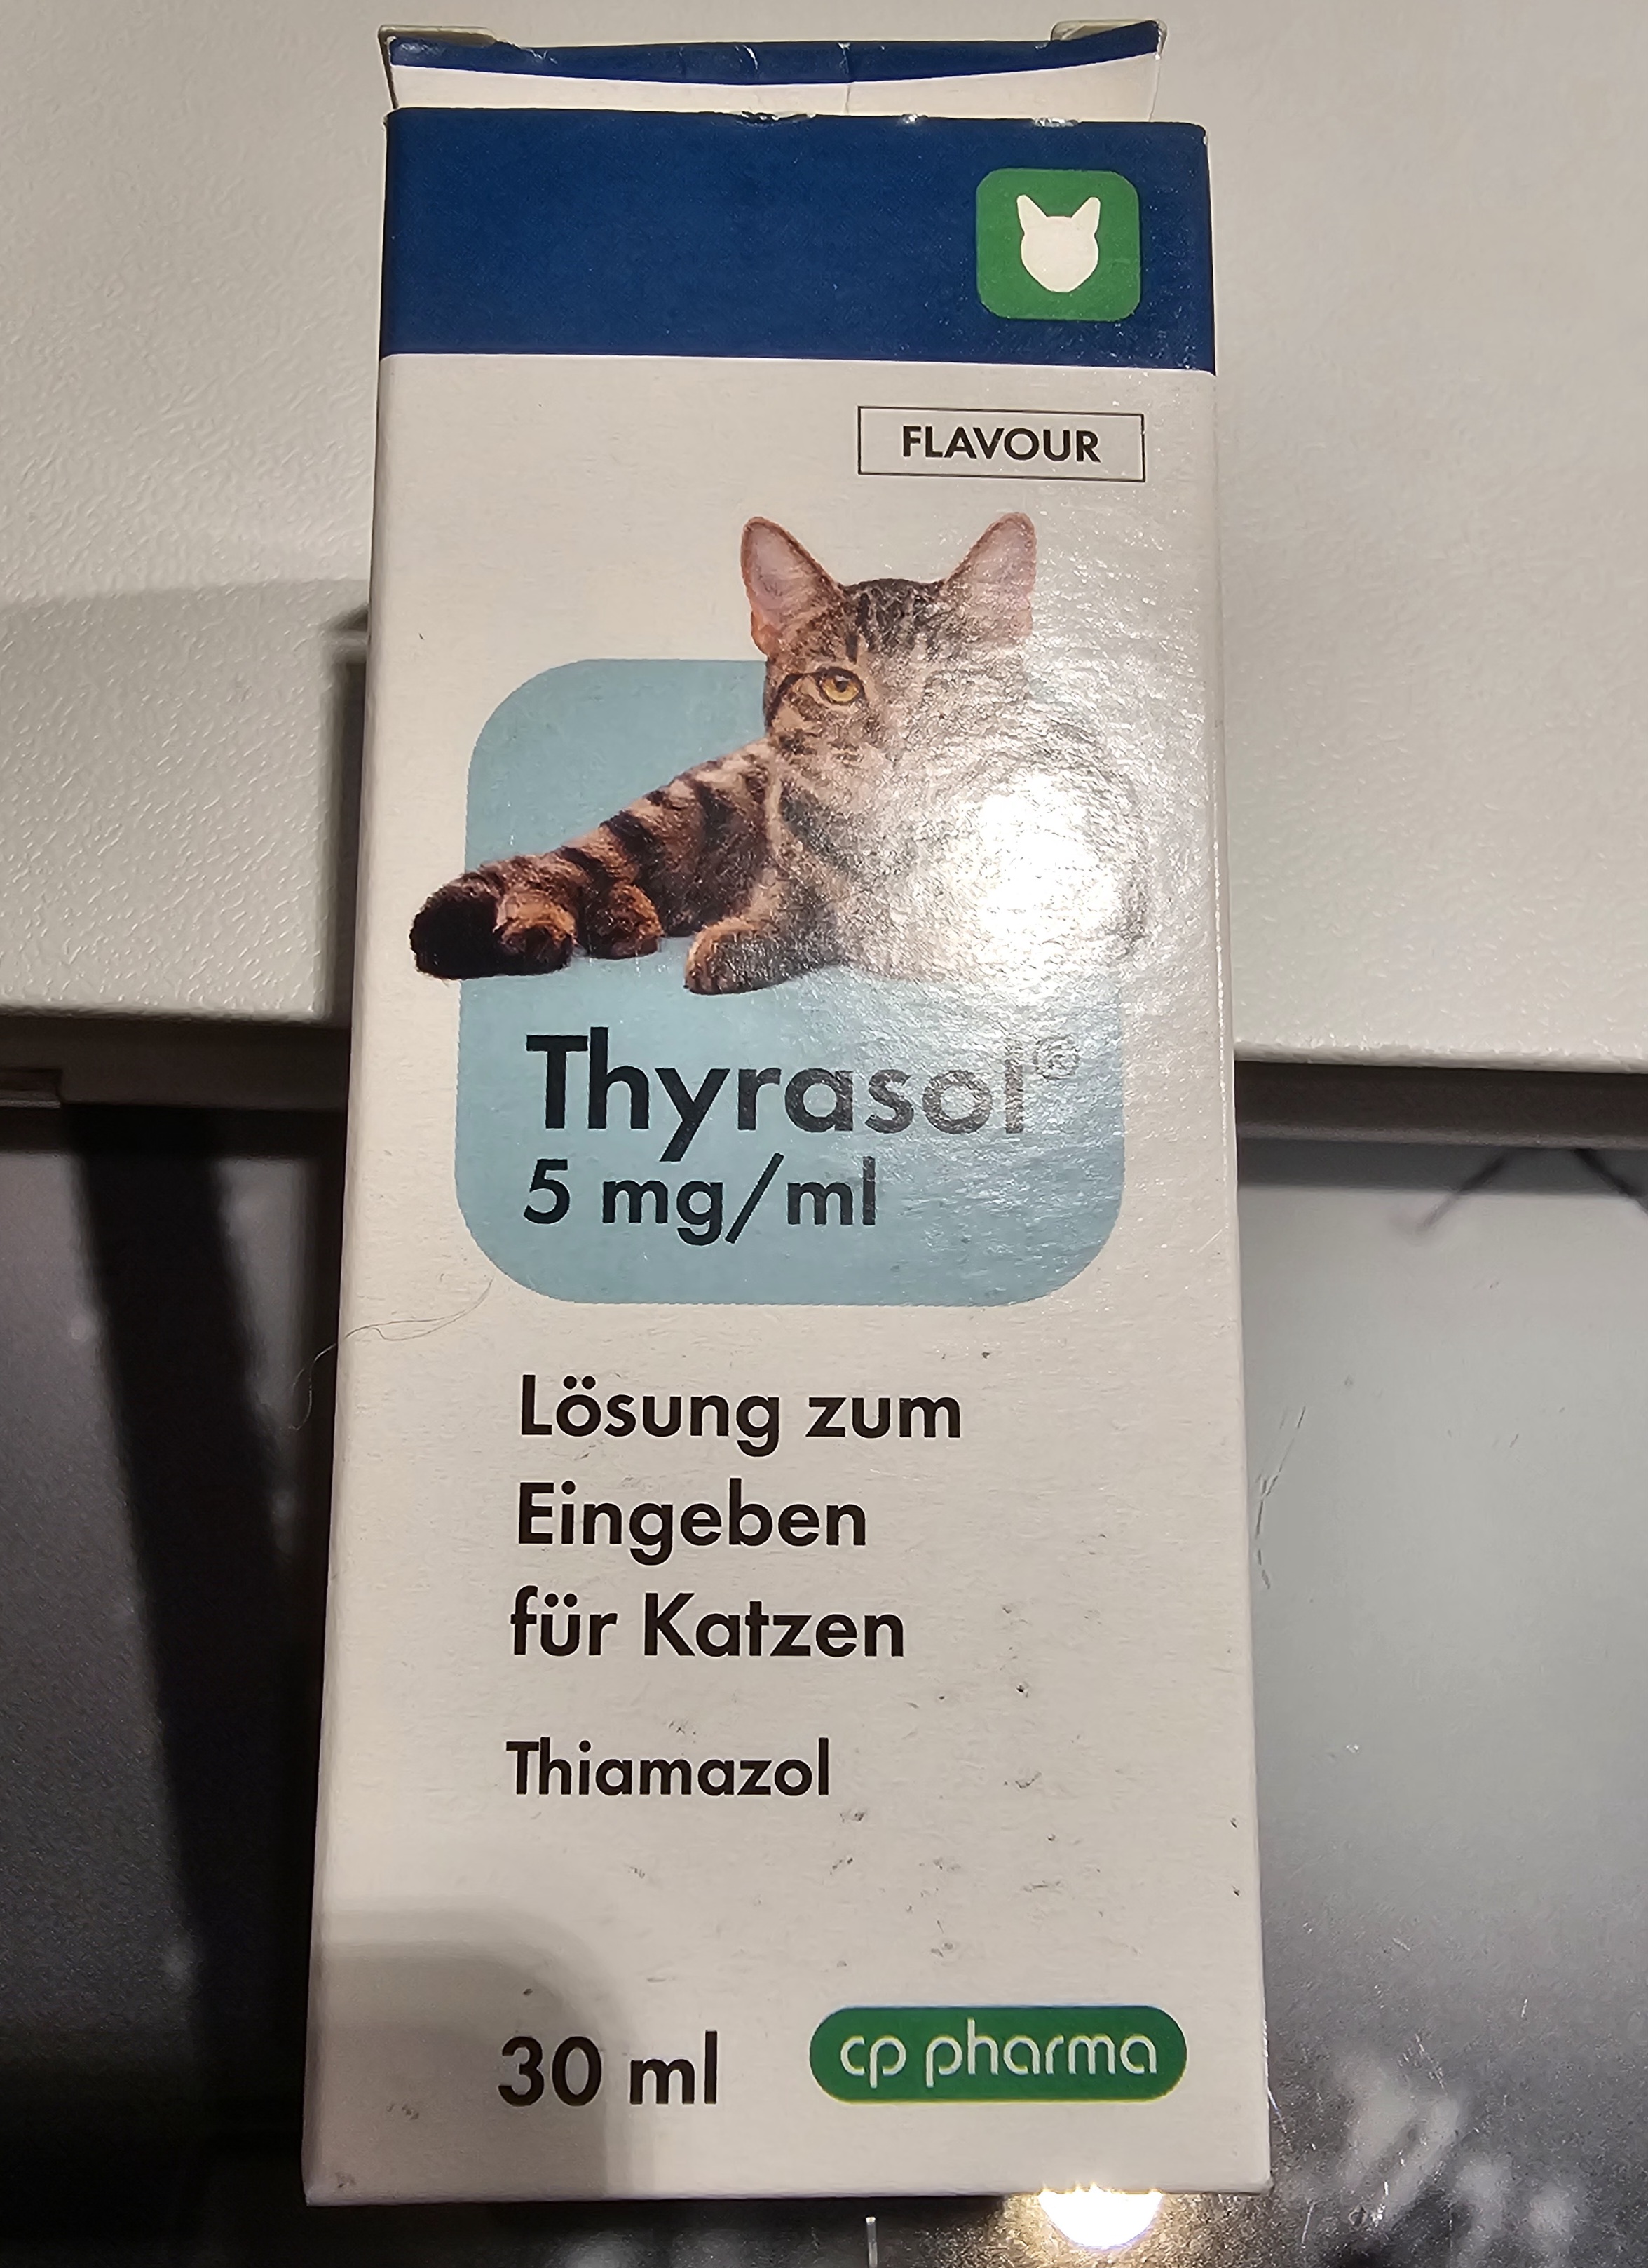 FLAVOUR
Thyrasol®
5 mg/ml
Lösung zum
Eingeben
für Katzen
Thiamazol
30 ml
cp pharma